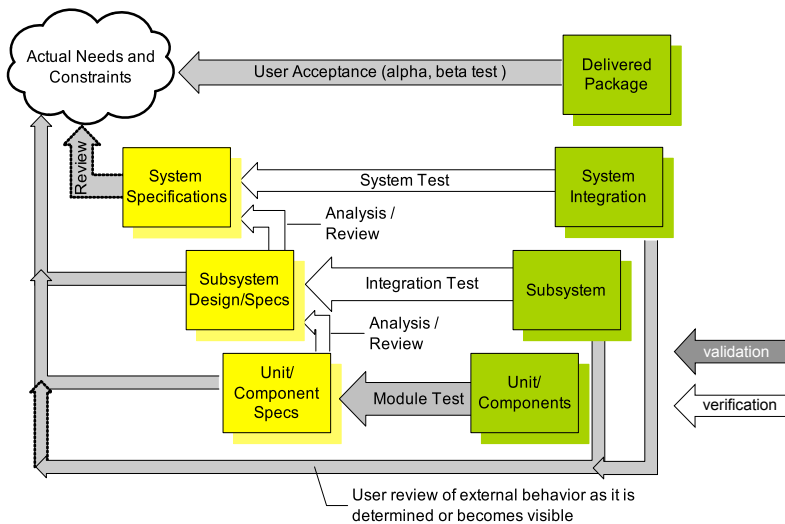 Actual Needs and
Constraints
User Acceptance (alpha, beta test )
Delivered
Package
Review
System
Specifications
System Test
System
Integration
Analysis /
Review
Subsystem
Design/Specs
Integration Test
Subsystem
Analysis /
Review
validation
Unit/
Component
Specs
Module Test
Unit/
Components
verification
User review of external behavior as it is
determined or becomes visible